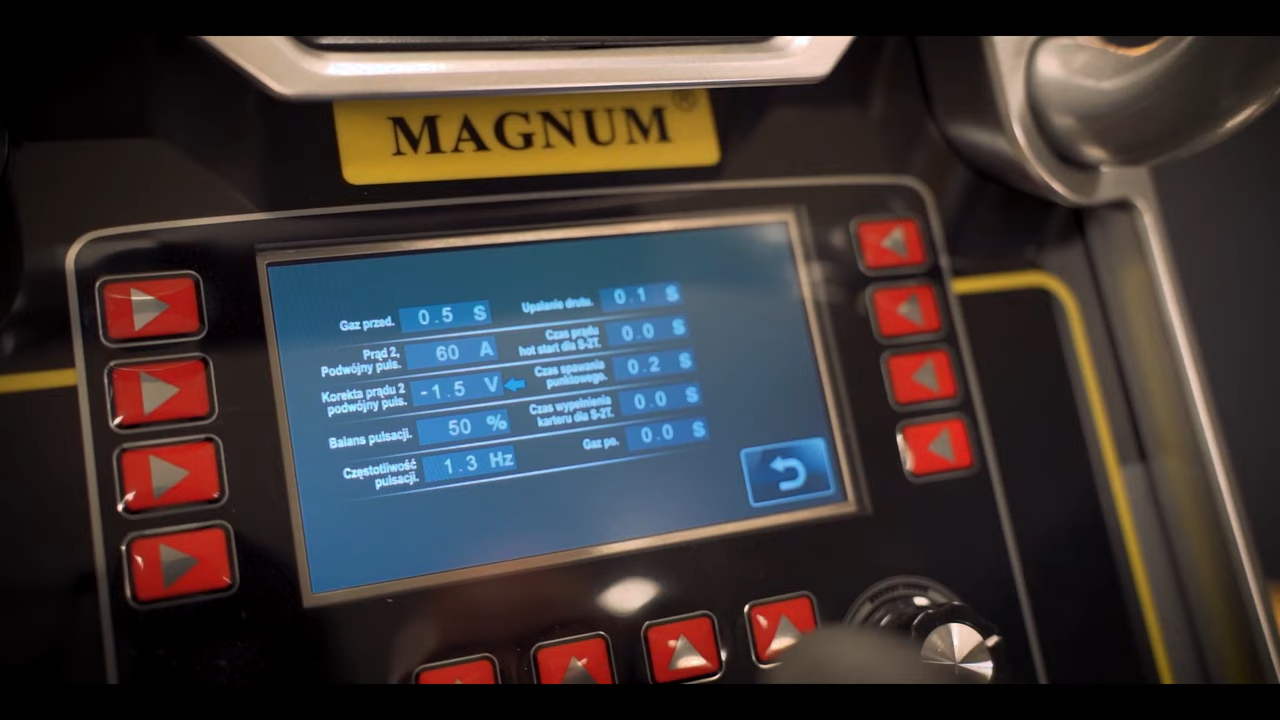 MAGNUM®
Gaz przed. 0.5 S
Prąd 2,
Podwójny puls. 60 A
Korekta prądu 2
podwójny puls. -1.5 V
Balans pulsacji. 50 %
Częstotliwość
pulsacji. 1.3 Hz
Upalanie drutu. 0.1 S
Czas prądu
hot start dla S-2T. 0.0 S
Czas spawania
punktowego. 0.2 S
Czas wypełnienia
karteru dla S-2T. 0.0 S
Gaz po. 0.0 S